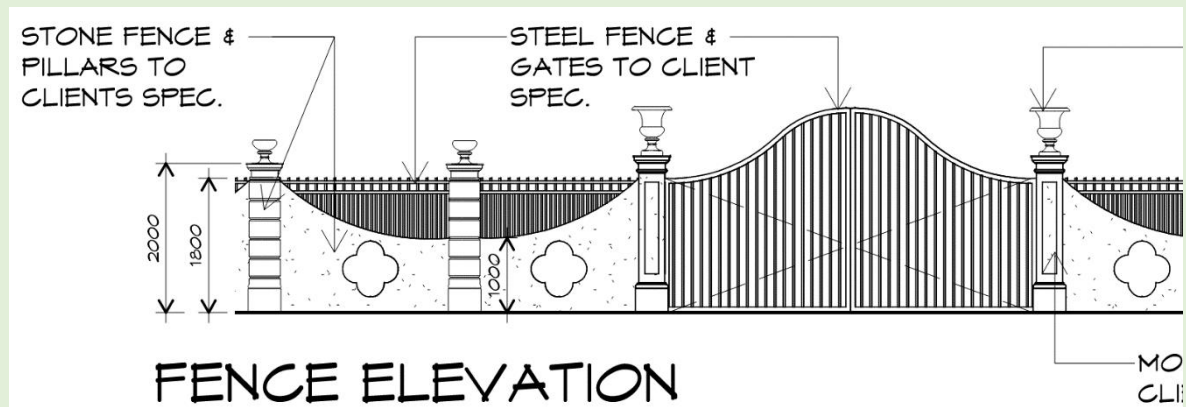 STONE FENCE &
PILLARS TO
CLIENTS SPEC.
STEEL FENCE &
GATES TO CLIENT
SPEC.
2000
1800
1000
FENCE ELEVATION